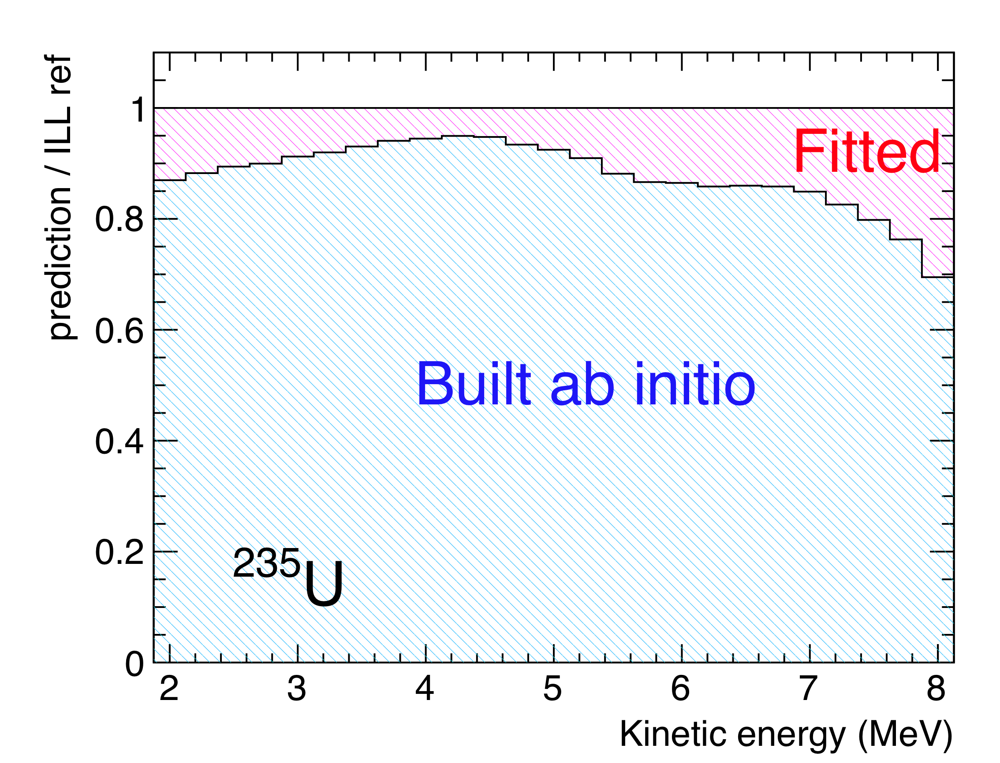 prediction / ILL ref
1
Fitted
0.8
0.6
Built ab initio
0.4
0.2
²³⁵U
0
2 3 4 5 6 7 8
Kinetic energy (MeV)